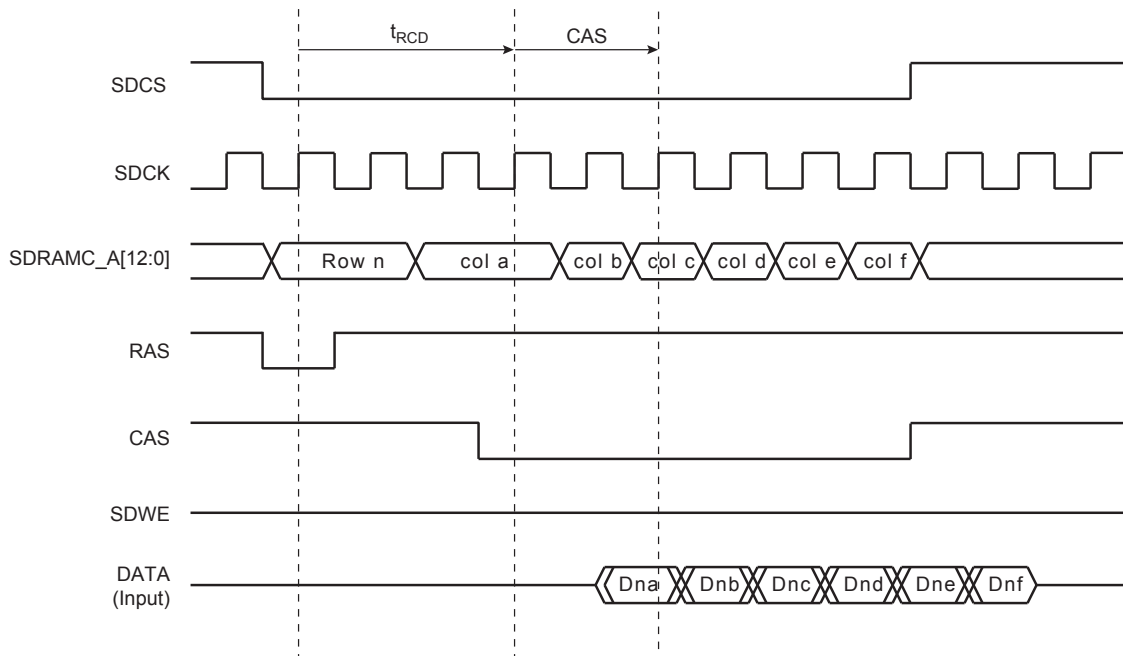 tRCD CAS
SDCS
SDCK
SDRAMC_A[12:0] Row n col a col b col c col d col e col f
RAS
CAS
SDWE
DATA
(Input) Dna Dnb Dnc Dnd Dne Dnf